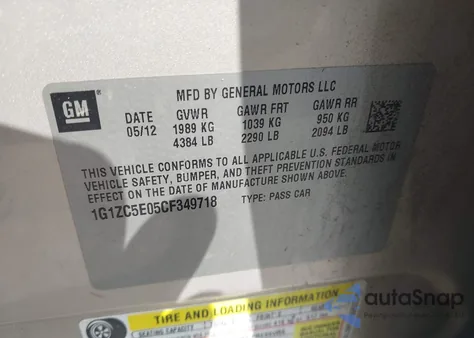 GM
MFD BY GENERAL MOTORS LLC
DATE GVWR GAWR FRT GAWR RR
05/12 1989 KG 1039 KG 950 KG
4384 LB 2290 LB 2094 LB
THIS VEHICLE CONFORMS TO ALL APPLICABLE U.S. FEDERAL MOTOR
VEHICLE SAFETY, BUMPER, AND THEFT PREVENTION STANDARDS IN
EFFECT ON THE DATE OF MANUFACTURE SHOWN ABOVE.
1G1ZC5E05CF349718 TYPE: PASS CAR
TIRE AND LOADING INFORMATION
SEATING CAPACITY
autoSnap